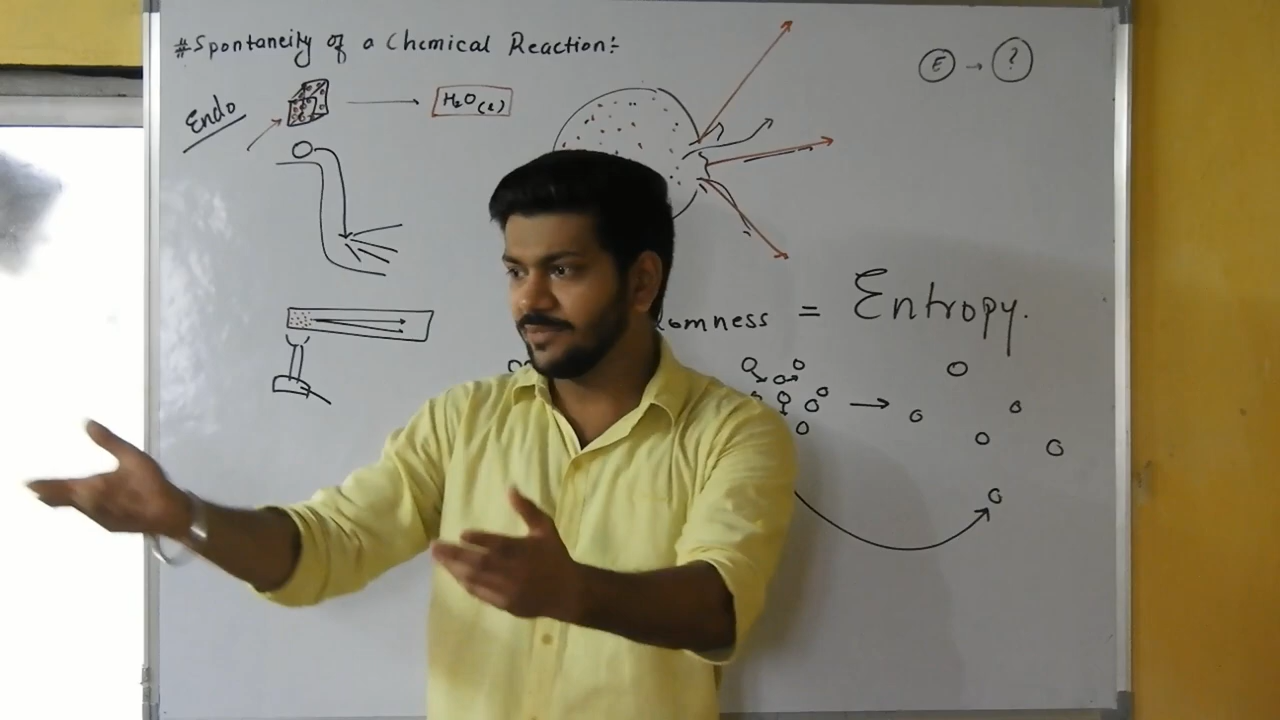 #Spontaneity of a Chemical Reaction:-
Endo
H₂O(l)
E → ?
= Entropy.